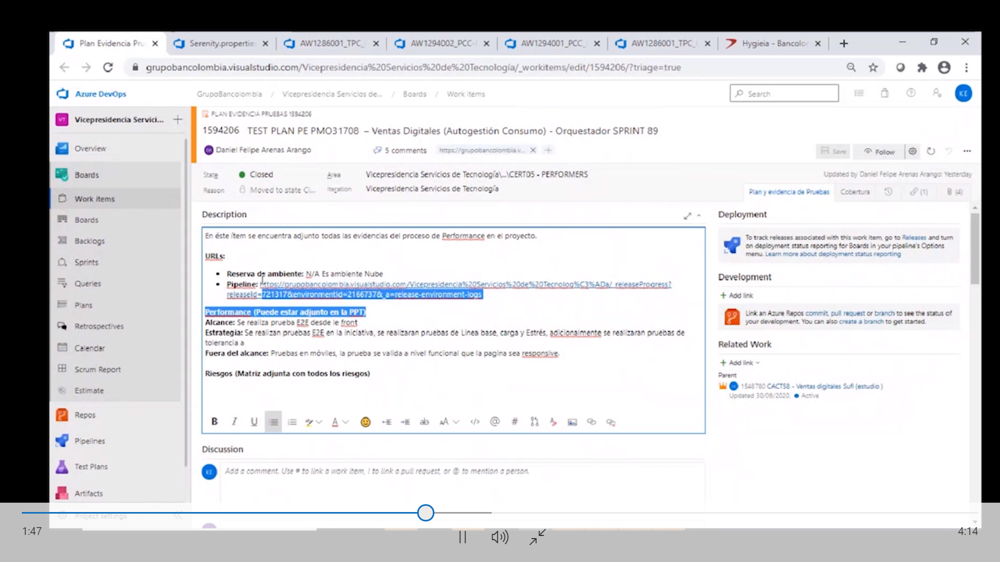 Plan Evidencia Pru
Serenity.propertie
AW1286001_TPC_
AW1294002_PCC-
AW1294001_PCC_
AW1286001_TPC_
Hygieia - Bancolor
grupobancolombia.visualstudio.com/Vicepresidencia%20Servicios%20de%20Tecnología/_workitems/edit/1594206/?triage=true
Azure DevOps
GrupoBancolombia / Vicepresidencia Servicios de... / Boards / Work items
Search
KE
VT Vicepresidencia Servici...
Overview
Boards
Work items
Boards
Backlogs
Sprints
Queries
Plans
Retrospectives
Calendar
Scrum Report
Estimate
Repos
Pipelines
Test Plans
Artifacts
Project settings
PLAN EVIDENCIA PRUEBAS 1594206
1594206 TEST PLAN PE PMO31708 – Ventas Digitales (Autogestión Consumo) - Orquestador SPRINT 89
Daniel Felipe Arenas Arango
5 comments
https://grupobancolombia.v...
Save
Follow
State Closed
Area Vicepresidencia Servicios de Tecnología\...\CERT05 - PERFORMERS
Updated by Daniel Felipe Arenas Arango: Yesterday
Reason Moved to state Cl...
Iteration Vicepresidencia Servicios de Tecnología
Plan y evidencia de Pruebas
Cobertura
(1)
(4)
Description
En éste ítem se encuentra adjunto todas las evidencias del proceso de Performance en el proyecto.
URLs:
Reserva de ambiente: N/A Es ambiente Nube
Pipeline: https://grupobancolombia.visualstudio.com/Vicepresidencia%20Servicios%20de%20Tecnolog%C3%ADa/_releaseProgress?
releaseId=721317&environmentId=2166737&_a=release-environment-logs
Performance (Puede estar adjunto en la PPT)
Alcance: Se realiza prueba E2E desde le front
Estrategia: Se realizan pruebas E2E en la iniciativa, se realizaran pruebas de Linea base, carga y Estrés, adicionalmente se realizaran pruebas de
tolerancia a
Fuera del alcance: Pruebas en móviles, la prueba se valida a nivel funcional que la pagina sea responsive.
Riesgos (Matriz adjunta con todos los riesgos)
Discussion
KE
Add a comment. Use # to link a work item, ! to link a pull request, or @ to mention a person.
Deployment
To track releases associated with this work item, go to Releases and turn
on deployment status reporting for Boards in your pipeline's Options
menu. Learn more about deployment status reporting
Development
+ Add link
Link an Azure Repos commit, pull request or branch to see the status of
your development. You can also create a branch to get started.
Related Work
+ Add link
Parent
1548780 CACT58 - Ventas digitales Sufi (estudio )
Updated 30/06/2020, Active
1:47
4:14